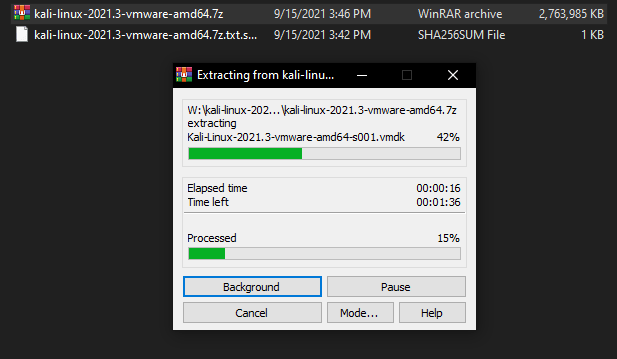 kali-linux-2021.3-vmware-amd64.7z 9/15/2021 3:46 PM WinRAR archive 2,763,985 KB
kali-linux-2021.3-vmware-amd64.7z.txt.s... 9/15/2021 3:42 PM SHA256SUM File 1 KB
Extracting from kali-linu...
W:\kali-linux-202...\kali-linux-2021.3-vmware-amd64.7z
extracting
Kali-Linux-2021.3-vmware-amd64-s001.vmdk 42%
Elapsed time 00:00:16
Time left 00:01:36
Processed 15%
Background Pause
Cancel Mode... Help